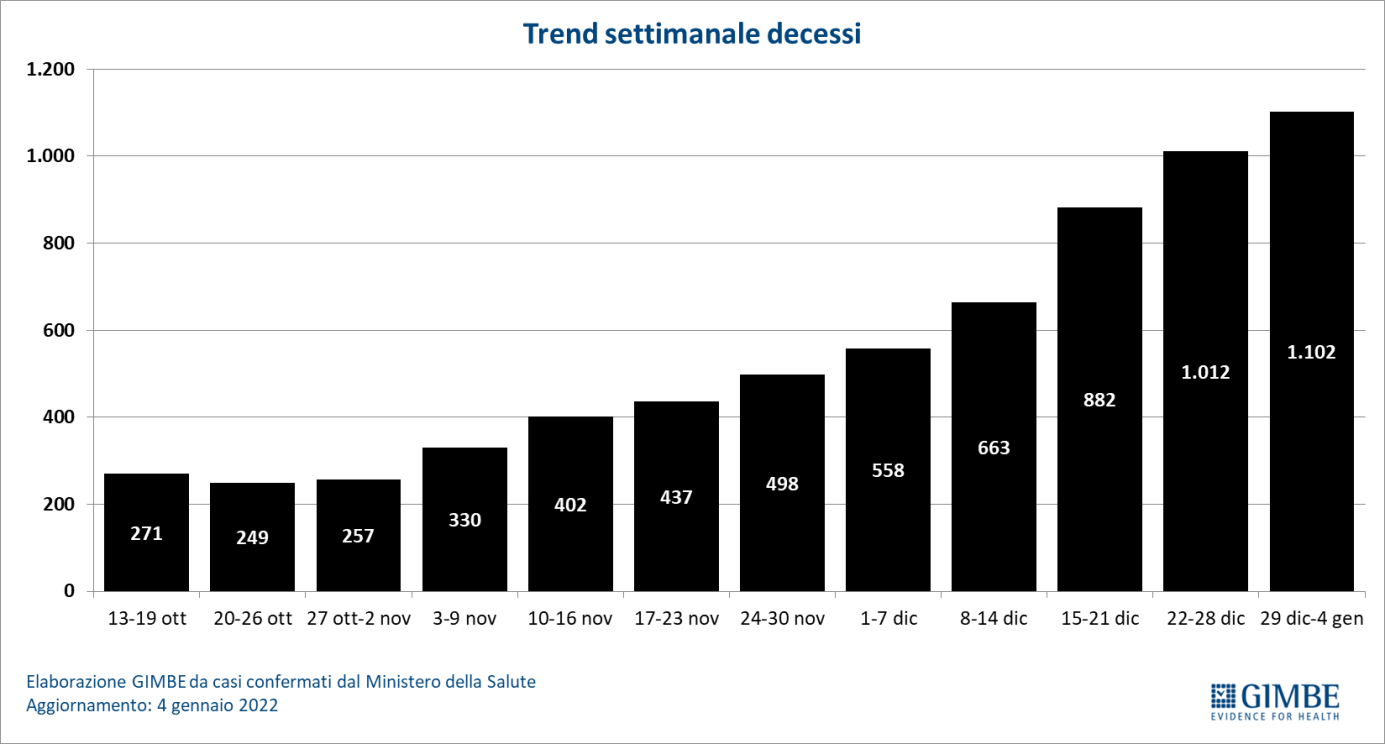 Trend settimanale decessi
1.200
1.000
800
600
400
200
0
271
249
257
330
402
437
498
558
663
882
1.012
1.102
13-19 ott
20-26 ott
27 ott-2 nov
3-9 nov
10-16 nov
17-23 nov
24-30 nov
1-7 dic
8-14 dic
15-21 dic
22-28 dic
29 dic-4 gen
Elaborazione GIMBE da casi confermati dal Ministero della Salute
Aggiornamento: 4 gennaio 2022
GIMBE
EVIDENCE FOR HEALTH